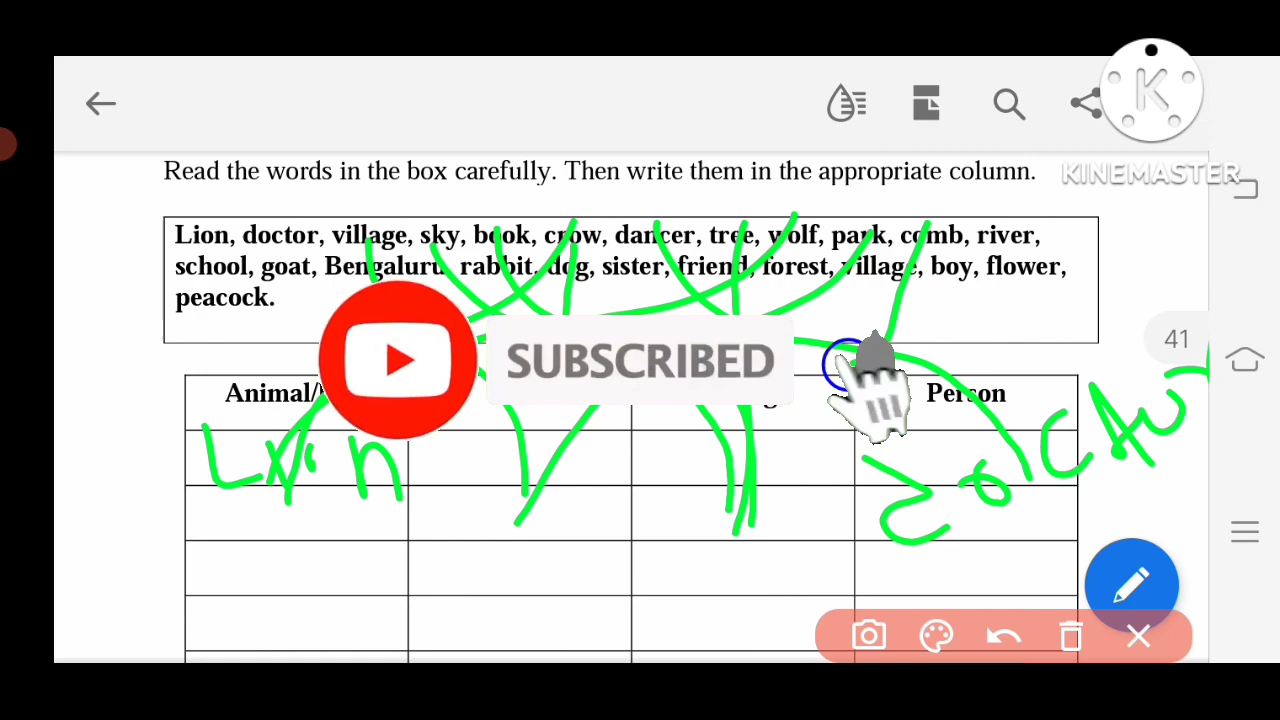 KINEMASTER
Read the words in the box carefully. Then write them in the appropriate column.
Lion, doctor, village, sky, book, crow, dancer, tree, wolf, park, comb, river,
school, goat, Bengaluru, rabbit, dog, sister, friend, forest, village, boy, flower,
peacock.
41
SUBSCRIBED
Animal/ Person
Lion